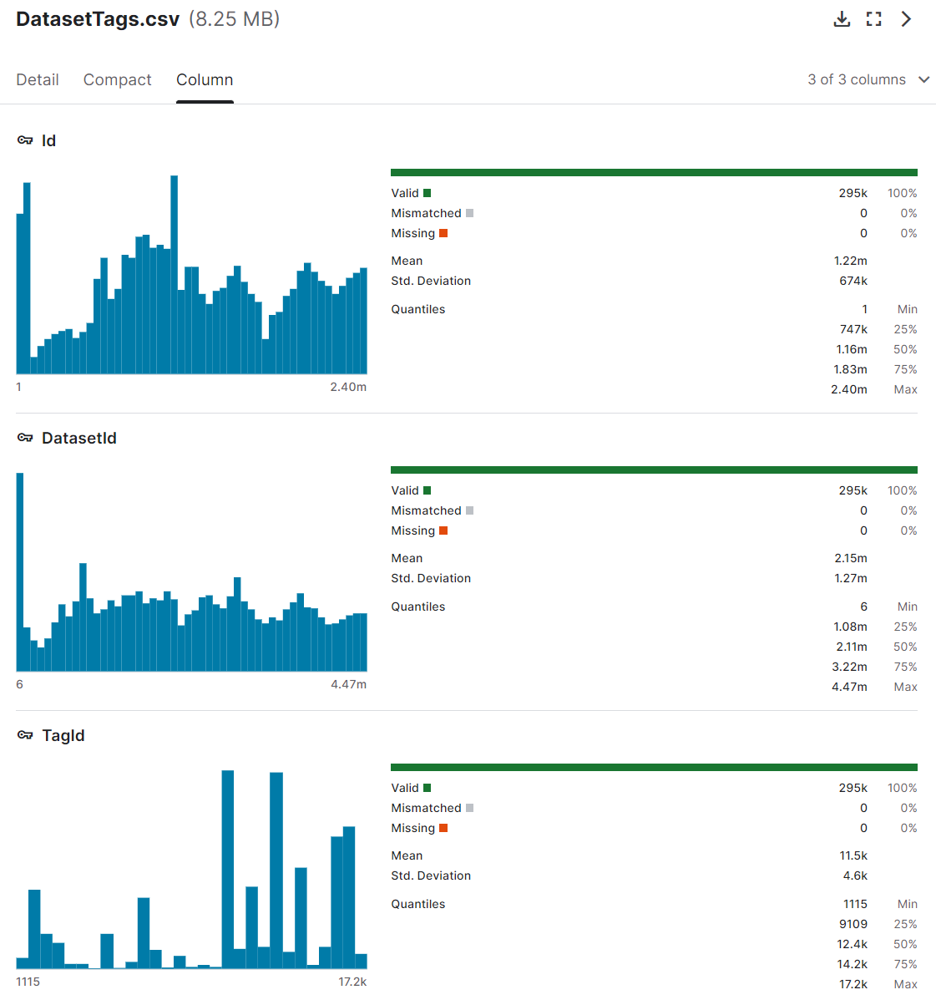 DatasetTags.csv (8.25 MB)
Detail Compact Column 3 of 3 columns
Id
Valid 295k 100%
Mismatched 0 0%
Missing 0 0%
Mean 1.22m
Std. Deviation 674k
Quantiles 1 Min
747k 25%
1.16m 50%
1.83m 75%
2.40m Max
1 2.40m
DatasetId
Valid 295k 100%
Mismatched 0 0%
Missing 0 0%
Mean 2.15m
Std. Deviation 1.27m
Quantiles 6 Min
1.08m 25%
2.11m 50%
3.22m 75%
4.47m Max
6 4.47m
TagId
Valid 295k 100%
Mismatched 0 0%
Missing 0 0%
Mean 11.5k
Std. Deviation 4.6k
Quantiles 1115 Min
9109 25%
12.4k 50%
14.2k 75%
17.2k Max
1115 17.2k